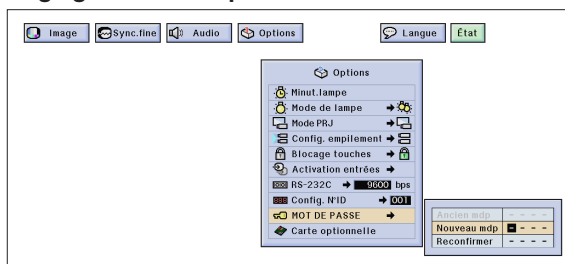 Image Sync.fine Audio Options Langue État
Options
Minut.lampe
Mode de lampe
Mode PRJ
Config. empilement
Blocage touches
Activation entrées
RS-232C 9600 bps
Config. N°ID 001
MOT DE PASSE
Carte optionnelle
Ancien mdp - - - -
Nouveau mdp - - - -
Reconfirmer - - - -